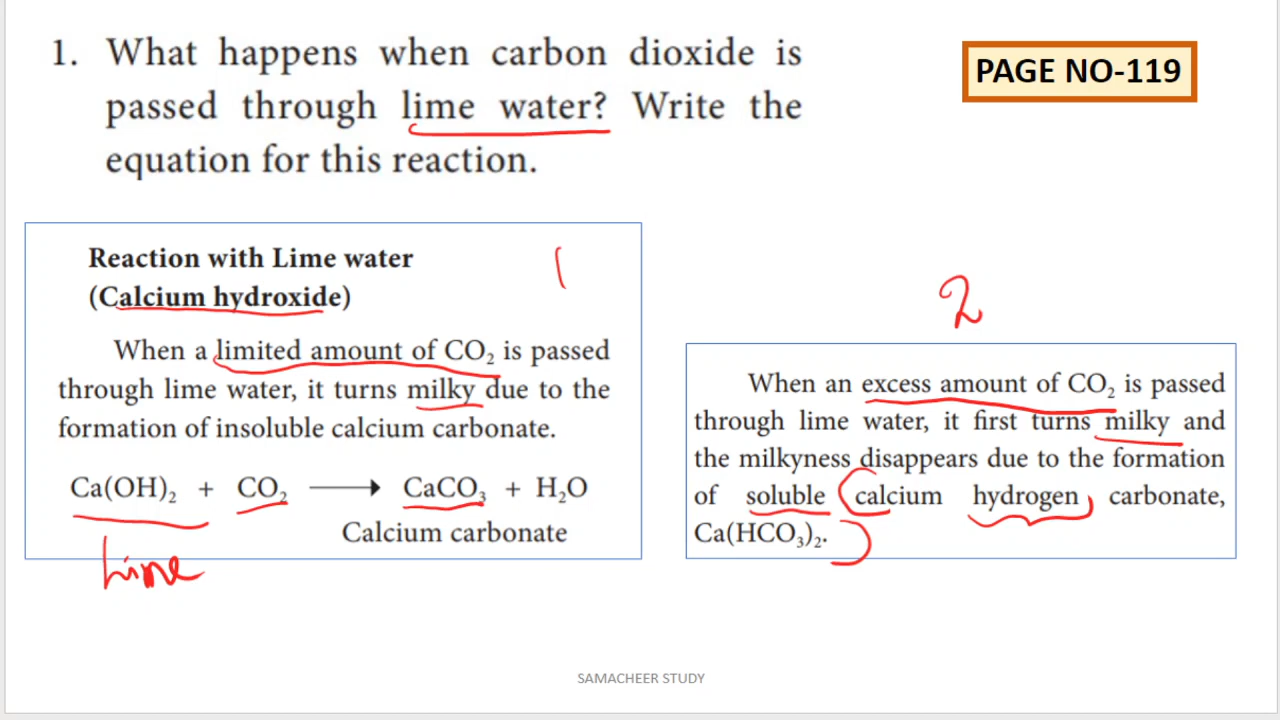 1. What happens when carbon dioxide is
passed through lime water? Write the
equation for this reaction.
PAGE NO-119
Reaction with Lime water
(Calcium hydroxide)
1
When a limited amount of CO₂ is passed
through lime water, it turns milky due to the
formation of insoluble calcium carbonate.
Ca(OH)₂ + CO₂ ⟶ CaCO₃ + H₂O
Calcium carbonate
Lime
2
When an excess amount of CO₂ is passed
through lime water, it first turns milky and
the milkyness disappears due to the formation
of soluble calcium hydrogen carbonate,
Ca(HCO₃)₂.
SAMACHEER STUDY